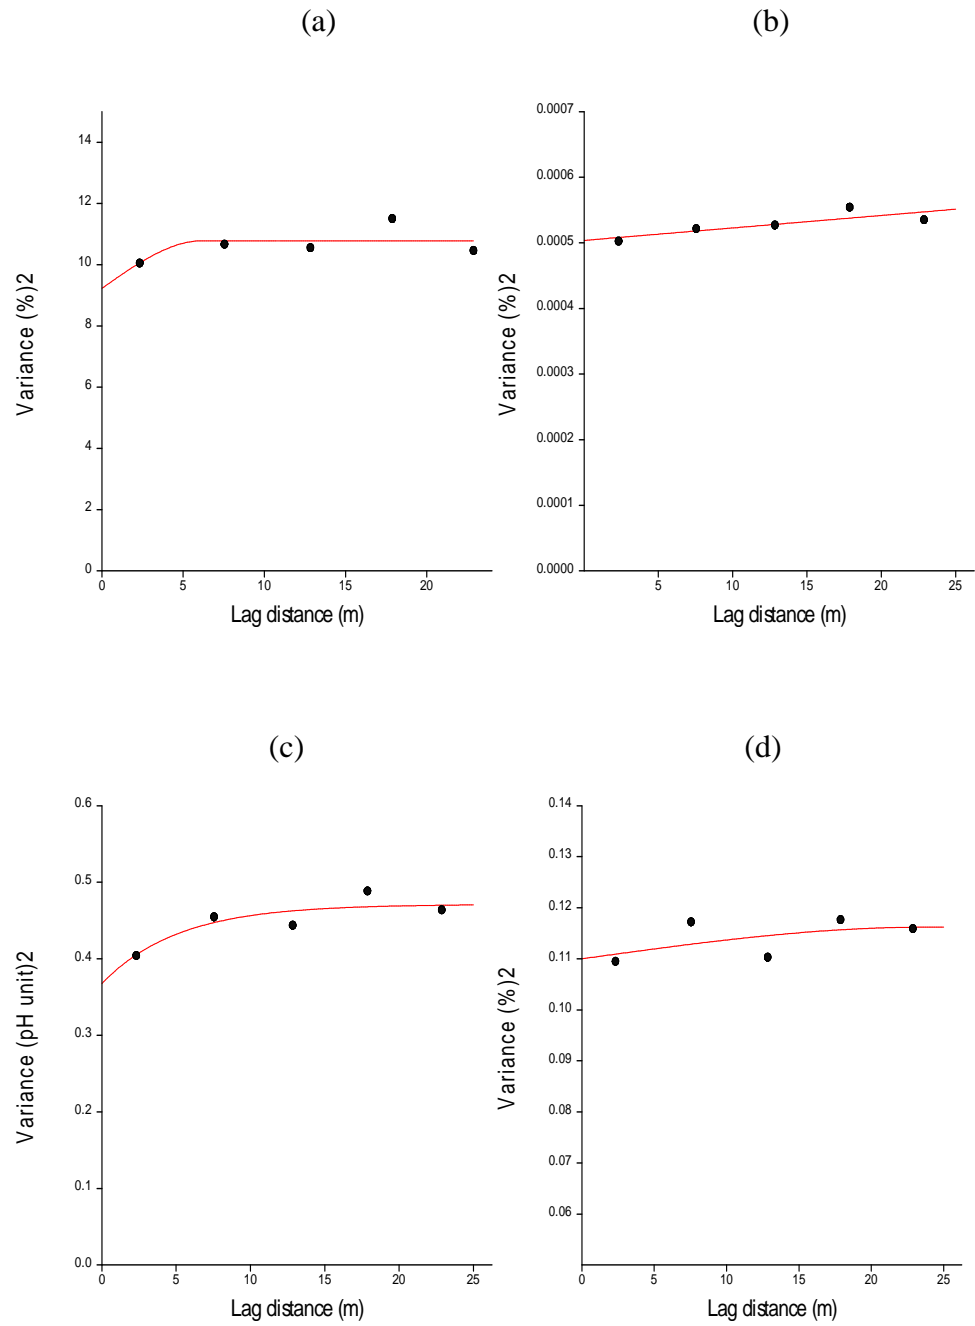 (a)
(b)
Variance (%)2
14
12
10
8
6
4
2
0
0 5 10 15 20
Lag distance (m)
Variance (%)2
0.0007
0.0006
0.0005
0.0004
0.0003
0.0002
0.0001
0.0000
5 10 15 20 25
Lag distance (m)
(c)
(d)
Variance (pH unit)2
0.6
0.5
0.4
0.3
0.2
0.1
0.0
0 5 10 15 20 25
Lag distance (m)
Variance (%)2
0.14
0.13
0.12
0.11
0.10
0.09
0.08
0.07
0.06
0 5 10 15 20 25
Lag distance (m)